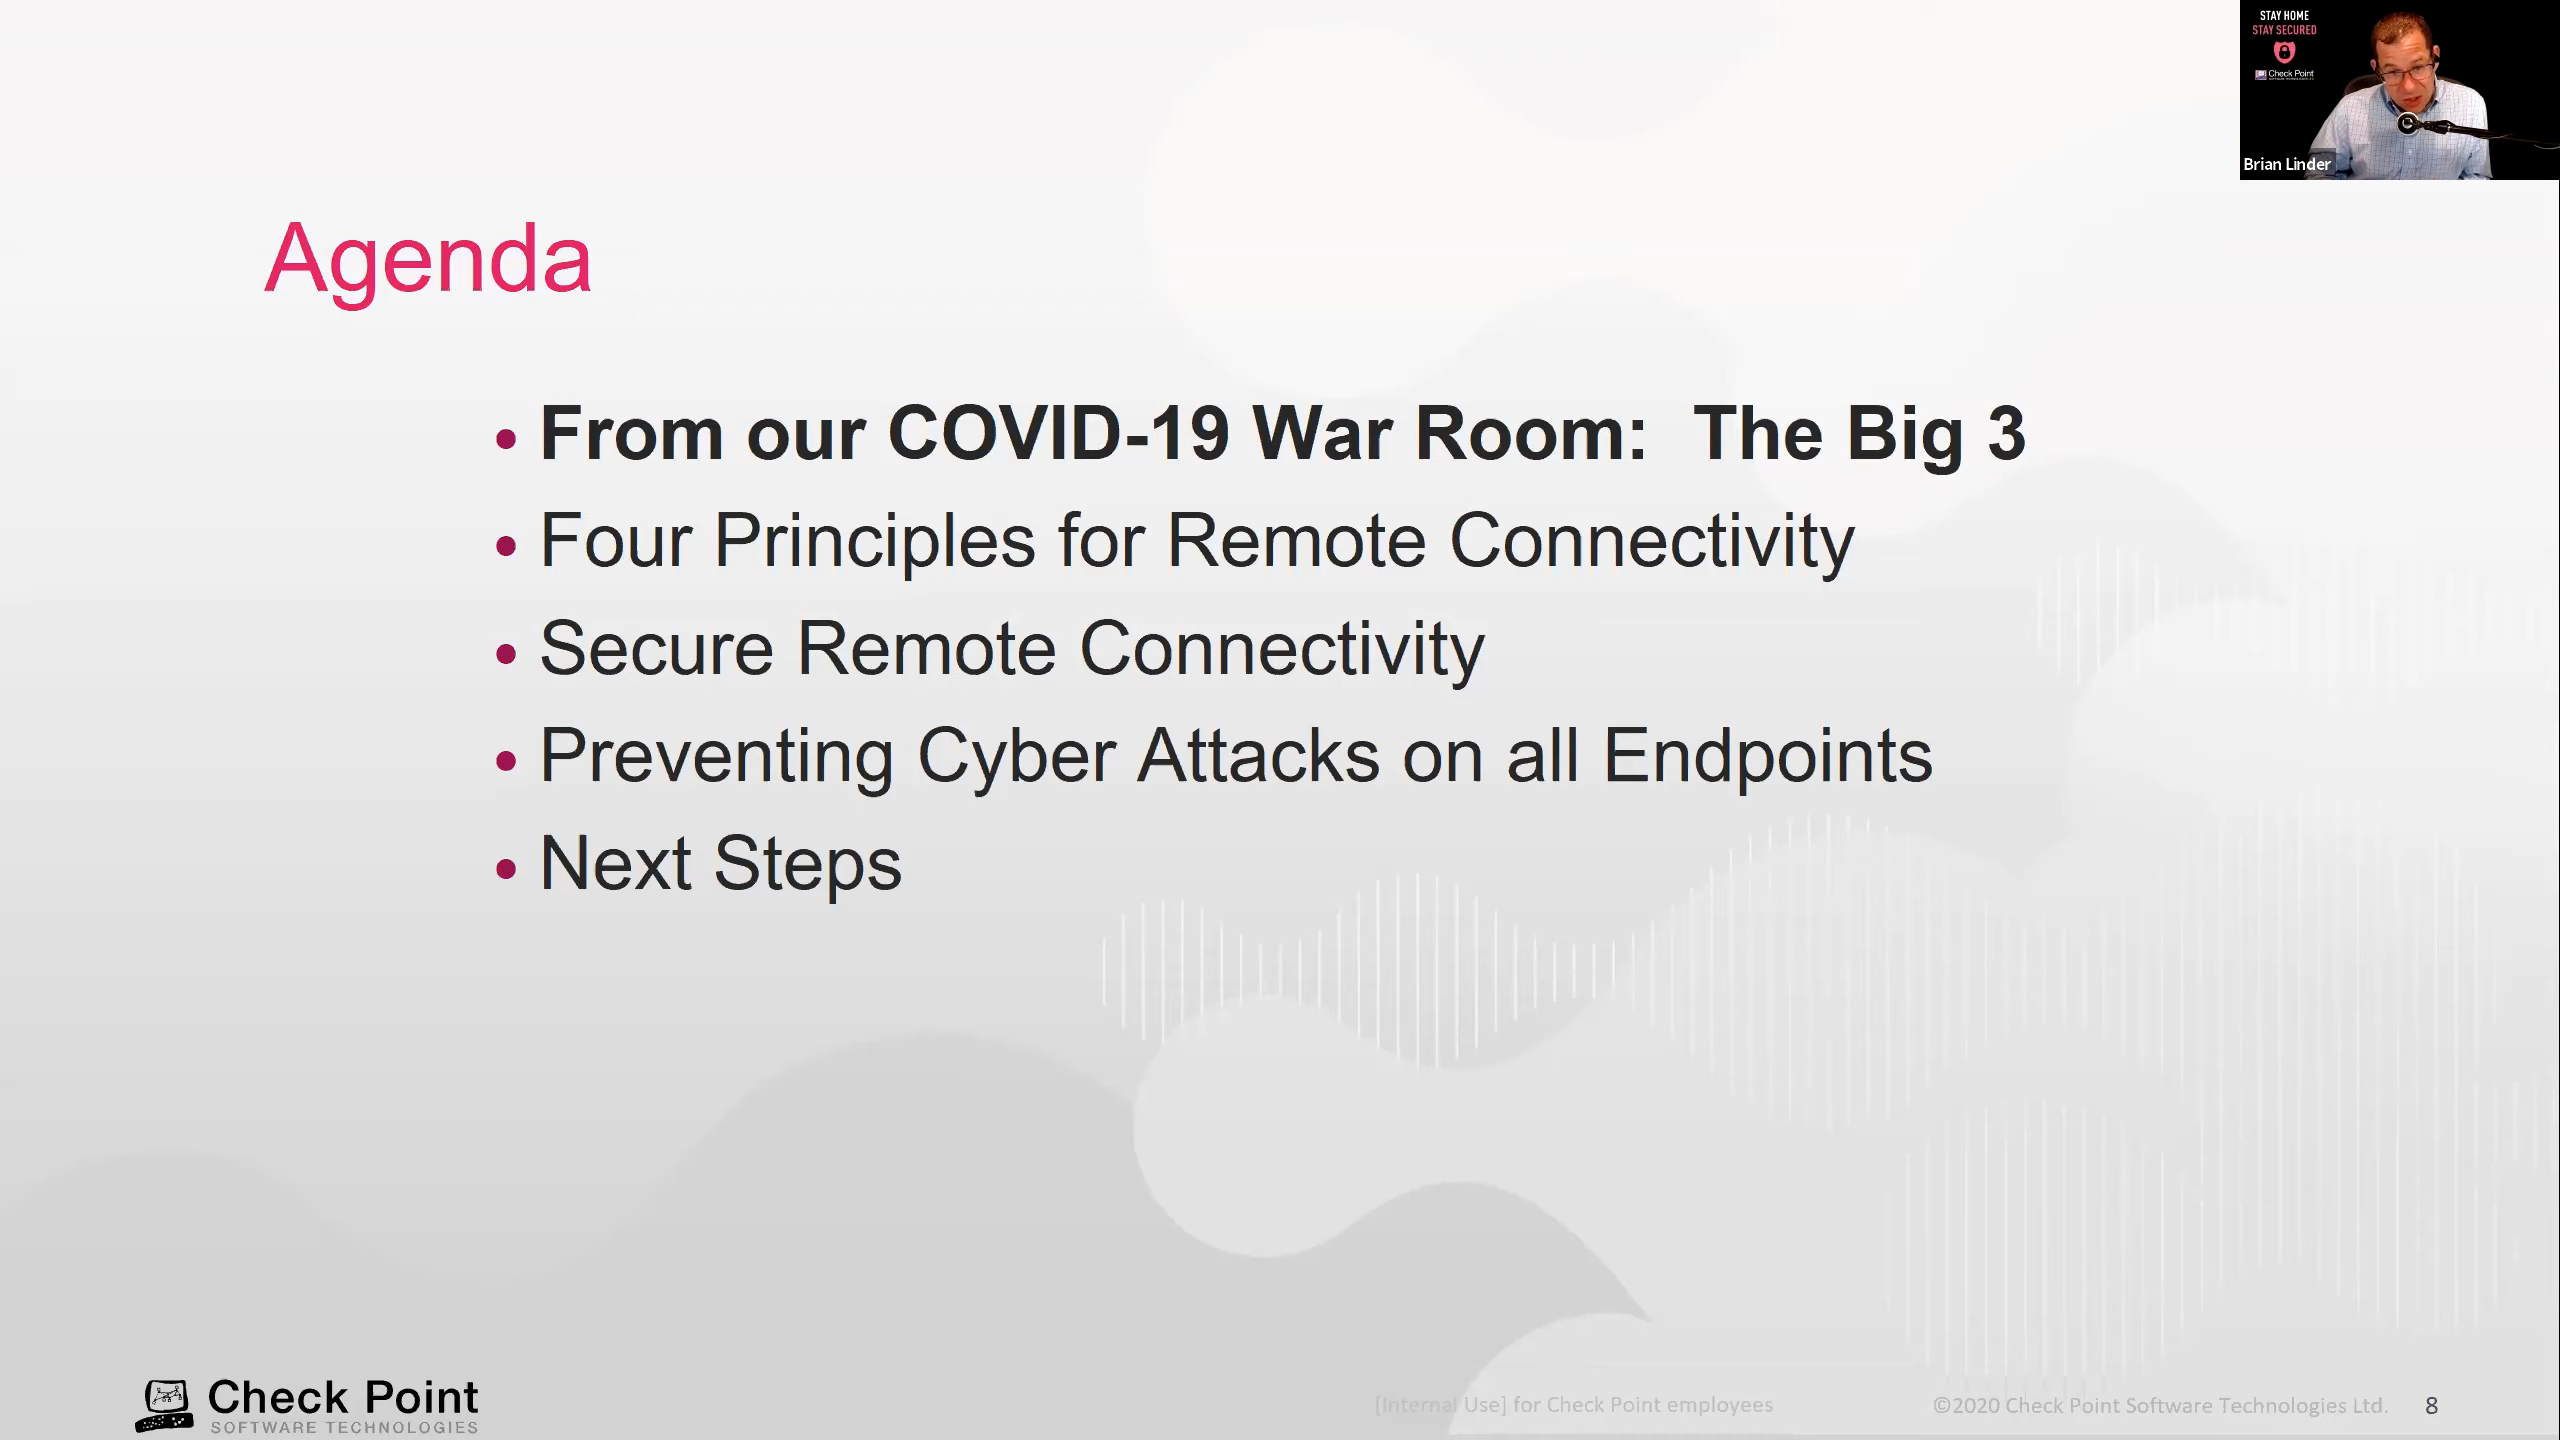 STAY HOME
STAY SECURED
Check Point
Brian Linder
Agenda
• From our COVID-19 War Room:  The Big 3
• Four Principles for Remote Connectivity
• Secure Remote Connectivity
• Preventing Cyber Attacks on all Endpoints
• Next Steps
Check Point
SOFTWARE TECHNOLOGIES
[Internal Use] for Check Point employees
©2020 Check Point Software Technologies Ltd.
8